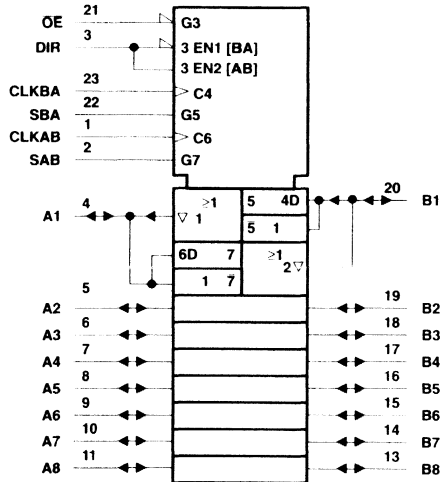 21
O̅E̅ G3
3
DIR 3 EN1 [BA]
3 EN2 [AB]
23
CLKBA C4
22
SBA G5
1
CLKAB C6
2
SAB G7
4 ≥1 5 4D 20
A1 1 5̅ 1 B1
6D 7 ≥1
1 7̅ 2
5 19
A2 B2
6 18
A3 B3
7 17
A4 B4
8 16
A5 B5
9 15
A6 B6
10 14
A7 B7
11 13
A8 B8